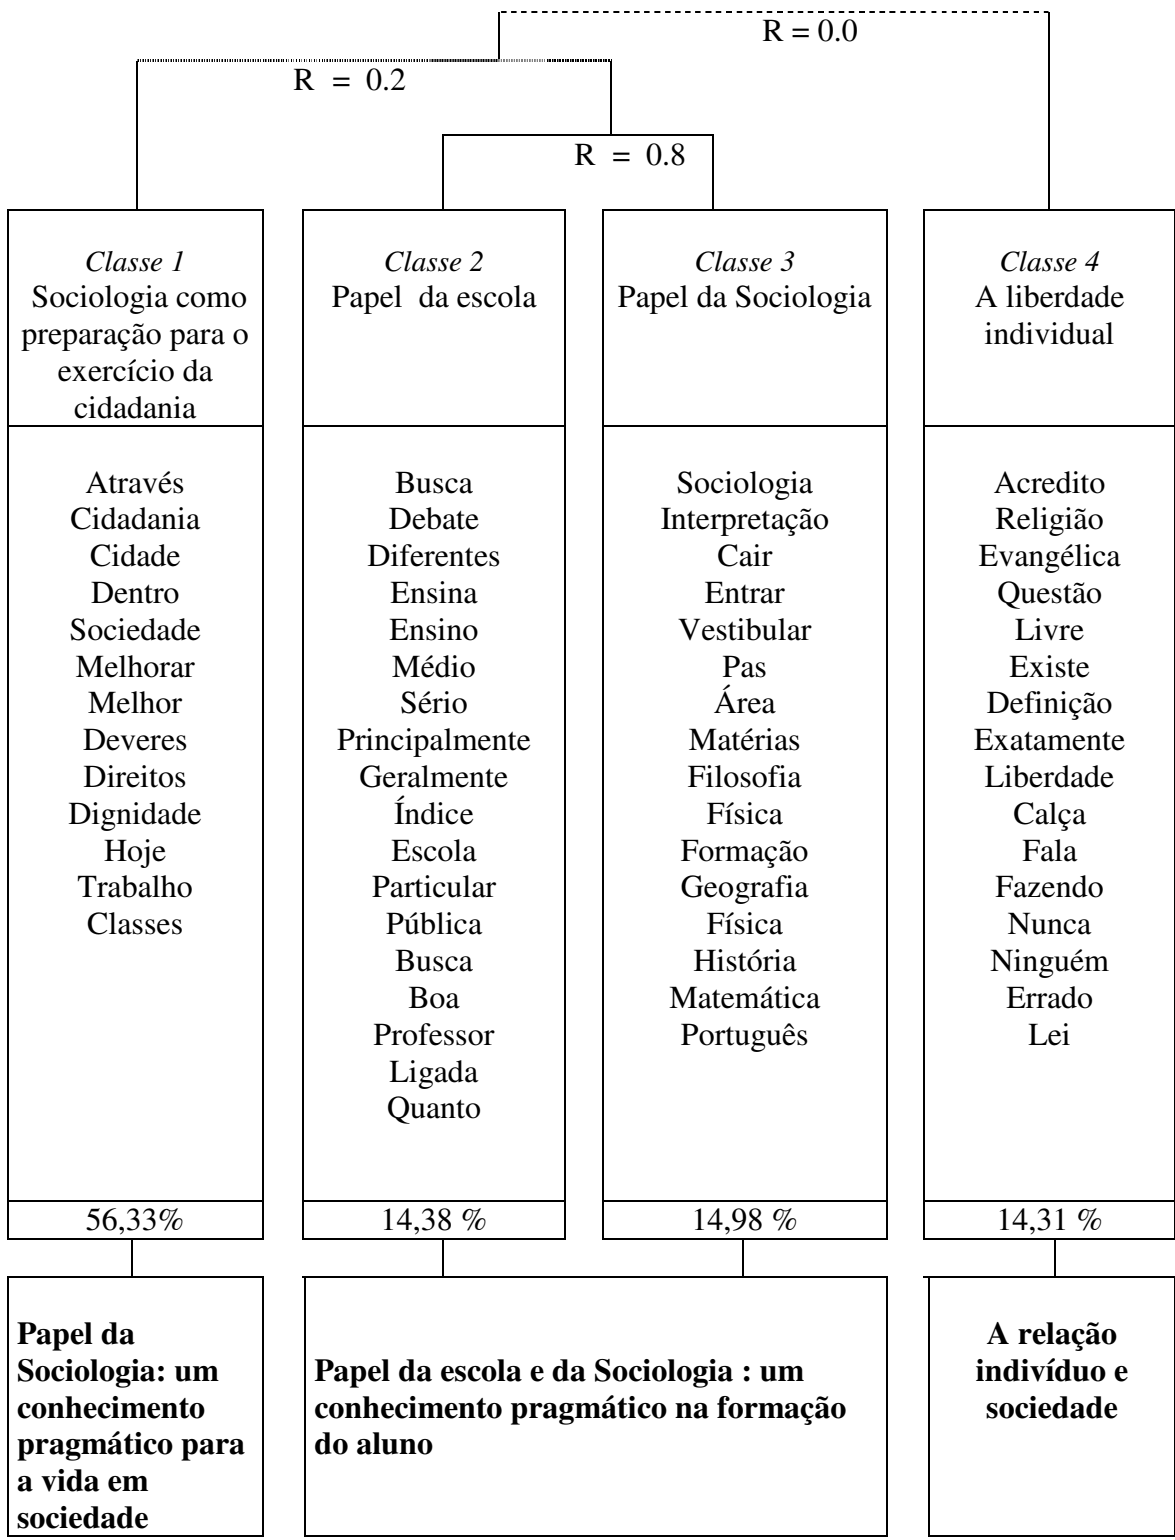 R = 0.0
R = 0.2
R = 0.8
Classe 1
Sociologia como
preparação para o
exercício da
cidadania
Através
Cidadania
Cidade
Dentro
Sociedade
Melhorar
Melhor
Deveres
Direitos
Dignidade
Hoje
Trabalho
Classes
56,33%
Papel da
Sociologia: um
conhecimento
pragmático para
a vida em
sociedade
Classe 2
Papel da escola
Busca
Debate
Diferentes
Ensina
Ensino
Médio
Sério
Principalmente
Geralmente
Índice
Escola
Particular
Pública
Busca
Boa
Professor
Ligada
Quanto
14,38 %
Classe 3
Papel da Sociologia
Sociologia
Interpretação
Cair
Entrar
Vestibular
Pas
Área
Matérias
Filosofia
Física
Formação
Geografia
Física
História
Matemática
Português
14,98 %
Papel da escola e da Sociologia : um
conhecimento pragmático na formação
do aluno
Classe 4
A liberdade
individual
Acredito
Religião
Evangélica
Questão
Livre
Existe
Definição
Exatamente
Liberdade
Calça
Fala
Fazendo
Nunca
Ninguém
Errado
Lei
14,31 %
A relação
indivíduo e
sociedade